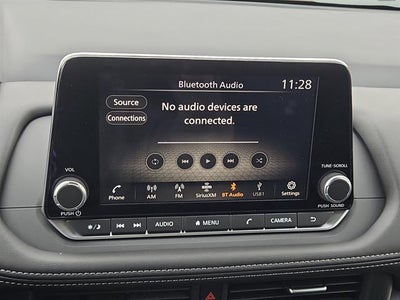 Bluetooth Audio 11:28
Source
No audio devices are
connected.
Connections
VOL
TUNE·SCROLL
Phone AM FM SiriusXM BT Audio USB1 Settings
PUSH PUSH SOUND
AUDIO MENU CAMERA